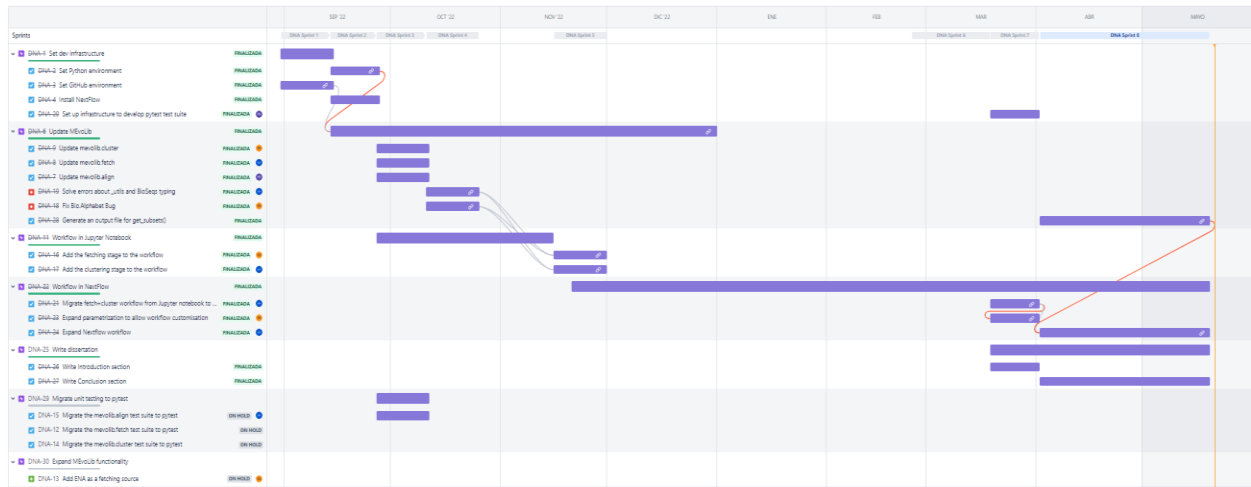 SEP '22 OCT '22 NOV '22 DIC '22 ENE FEB MAR ABR MAYO
Sprints DNA Sprint 1 DNA Sprint 2 DNA Sprint 3 DNA Sprint 4 DNA Sprint 5 DNA Sprint 6 DNA Sprint 7 DNA Sprint 8
DNA-1 Set dev infrastructure FINALIZADA
DNA-2 Set Python environment FINALIZADA
DNA-3 Set GitHub environment FINALIZADA
DNA-4 Install NextFlow FINALIZADA
DNA-20 Set up infrastructure to develop pytest test suite FINALIZADA
DNA-6 Update MEvoLib FINALIZADA
DNA-9 Update mevolib.cluster FINALIZADA
DNA-8 Update mevolib.fetch FINALIZADA
DNA-7 Update mevolib.align FINALIZADA
DNA-19 Solve errors about _utils and BioSeqs typing FINALIZADA
DNA-18 Fix Bio.Alphabet Bug FINALIZADA
DNA-28 Generate an output file for get_subsets() FINALIZADA
DNA-11 Workflow in Jupyter Notebook FINALIZADA
DNA-16 Add the fetching stage to the workflow FINALIZADA
DNA-17 Add the clustering stage to the workflow FINALIZADA
DNA-22 Workflow in NextFlow FINALIZADA
DNA-21 Migrate fetch+cluster workflow from Jupyter notebook to ... FINALIZADA
DNA-23 Expand parametrization to allow workflow customisation FINALIZADA
DNA-24 Expand Nextflow workflow FINALIZADA
DNA-25 Write dissertation
DNA-26 Write Introduction section FINALIZADA
DNA-27 Write Conclusion section FINALIZADA
DNA-29 Migrate unit testing to pytest
DNA-15 Migrate the mevolib.align test suite to pytest ON HOLD
DNA-12 Migrate the mevolib.fetch test suite to pytest ON HOLD
DNA-14 Migrate the mevolib.cluster test suite to pytest ON HOLD
DNA-30 Expand MEvoLib functionality
DNA-13 Add ENA as a fetching source ON HOLD